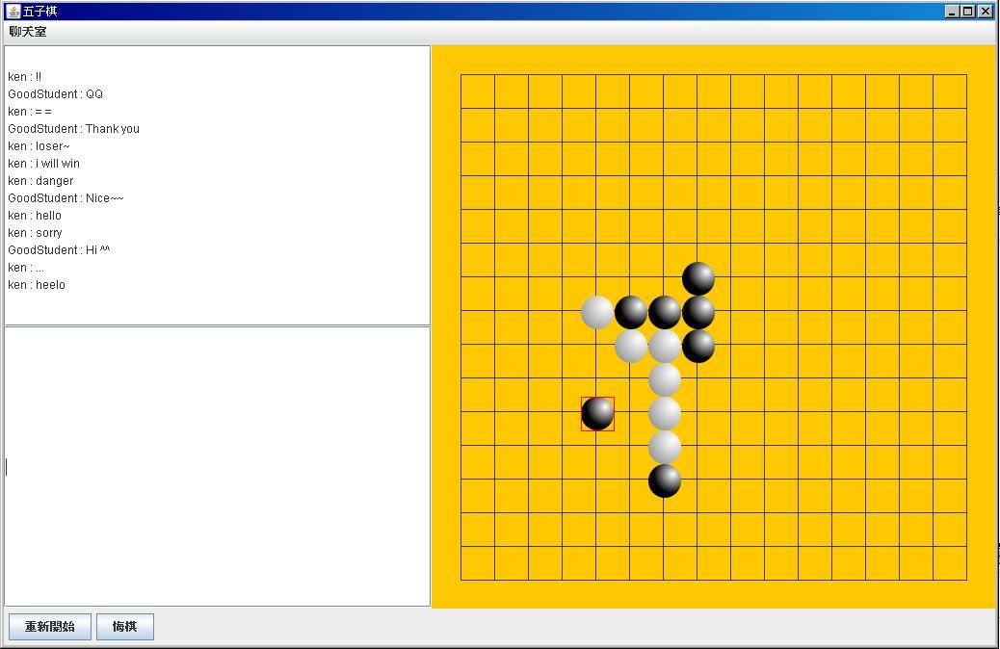 五子棋
聊天室
ken : !!
GoodStudent : QQ
ken : = =
GoodStudent : Thank you
ken : loser~
ken : i will win
ken : danger
GoodStudent : Nice~~
ken : hello
ken : sorry
GoodStudent : Hi ^^
ken : ...
ken : heelo
重新開始
悔棋